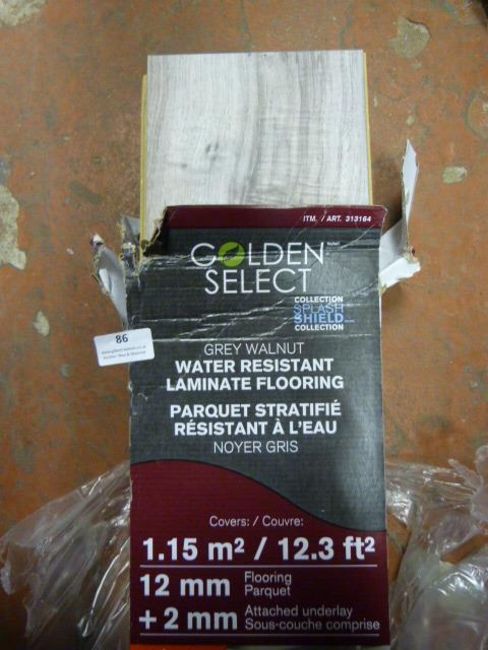 ITM. / ART. 313164
GOLDEN
SELECT
COLLECTION
SPLASH
SHIELD
COLLECTION
86
GREY WALNUT
WATER RESISTANT
LAMINATE FLOORING
PARQUET STRATIFIÉ
RÉSISTANT À L'EAU
NOYER GRIS
Covers: / Couvre:
1.15 m² / 12.3 ft²
12 mm Flooring
Parquet
+ 2 mm Attached underlay
Sous-couche comprise